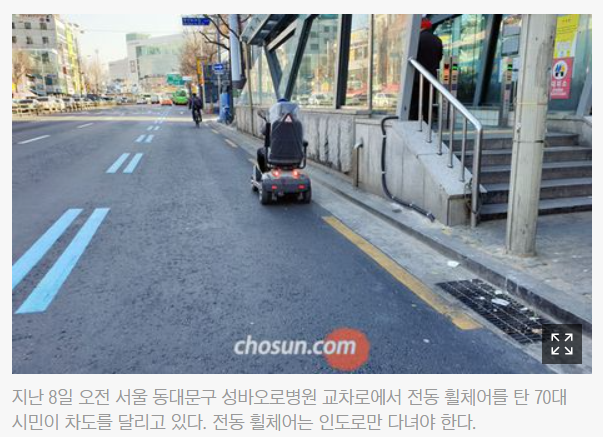 chosun.com
지난 8일 오전 서울 동대문구 성바오로병원 교차로에서 전동 휠체어를 탄 70대
시민이 차도를 달리고 있다. 전동 휠체어는 인도로만 다녀야 한다.